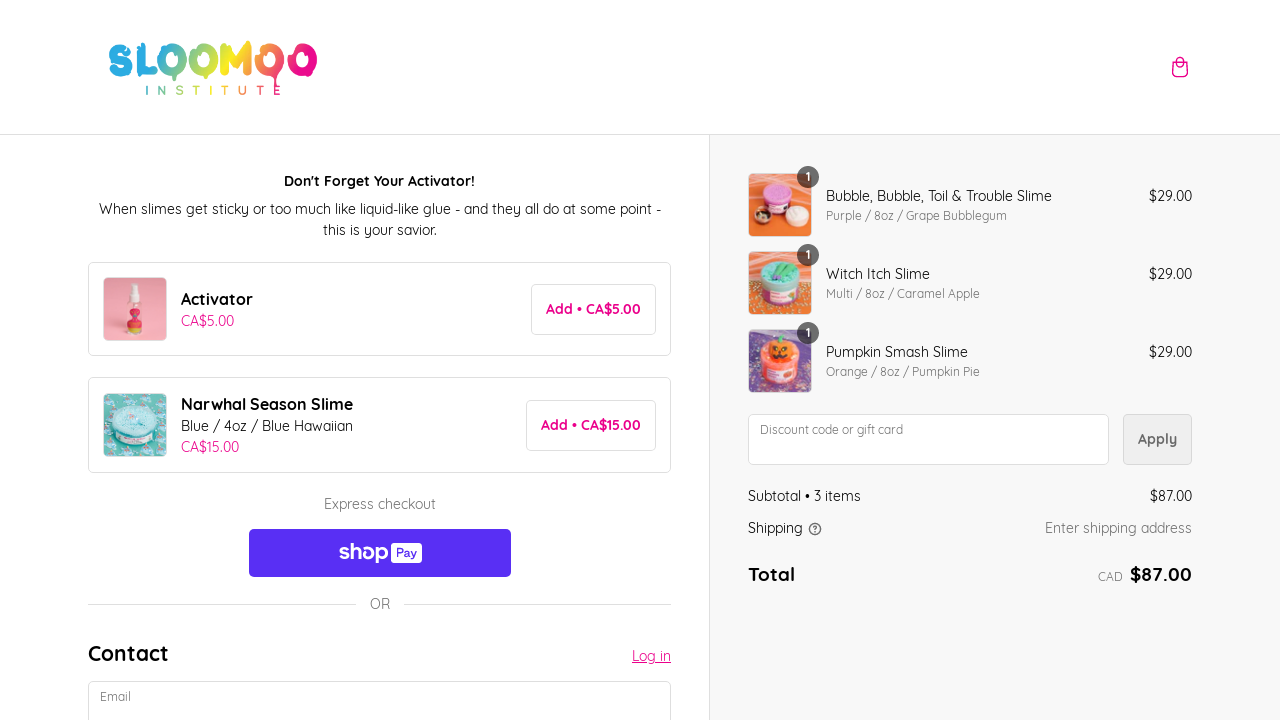 SLOOMOO
INSTITUTE
Don't Forget Your Activator!
When slimes get sticky or too much like liquid-like glue - and they all do at some point -
this is your savior.
Activator
CA$5.00
Add • CA$5.00
Narwhal Season Slime
Blue / 4oz / Blue Hawaiian
CA$15.00
Add • CA$15.00
Express checkout
shop Pay
OR
Contact
Log in
Email
1
Bubble, Bubble, Toil & Trouble Slime
$29.00
Purple / 8oz / Grape Bubblegum
1
Witch Itch Slime
$29.00
Multi / 8oz / Caramel Apple
1
Pumpkin Smash Slime
$29.00
Orange / 8oz / Pumpkin Pie
Discount code or gift card
Apply
Subtotal • 3 items
$87.00
Shipping
Enter shipping address
Total
CAD $87.00